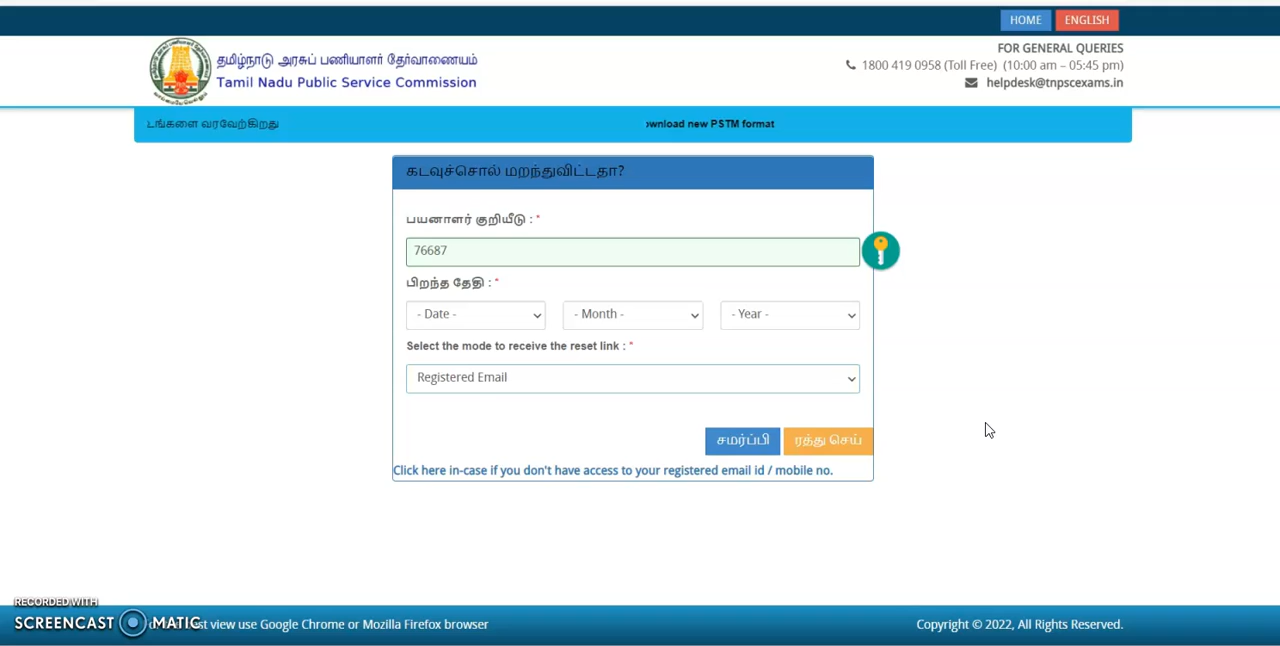 HOME ENGLISH
தமிழ்நாடு அரசுப் பணியாளர் தேர்வாணையம்
Tamil Nadu Public Service Commission
FOR GENERAL QUERIES
1800 419 0958 (Toll Free) (10:00 am – 05:45 pm)
helpdesk@tnpscexams.in
டங்களை வரவேற்கிறது
ownload new PSTM format
கடவுச்சொல் மறந்துவிட்டதா?
பயனாளர் குறியீடு : *
76687
பிறந்த தேதி : *
- Date - - Month - - Year -
Select the mode to receive the reset link : *
Registered Email
சமர்ப்பி ரத்து செய்
Click here in-case if you don't have access to your registered email id / mobile no.
RECORDED WITH
SCREENCAST MATIC
st view use Google Chrome or Mozilla Firefox browser
Copyright © 2022, All Rights Reserved.